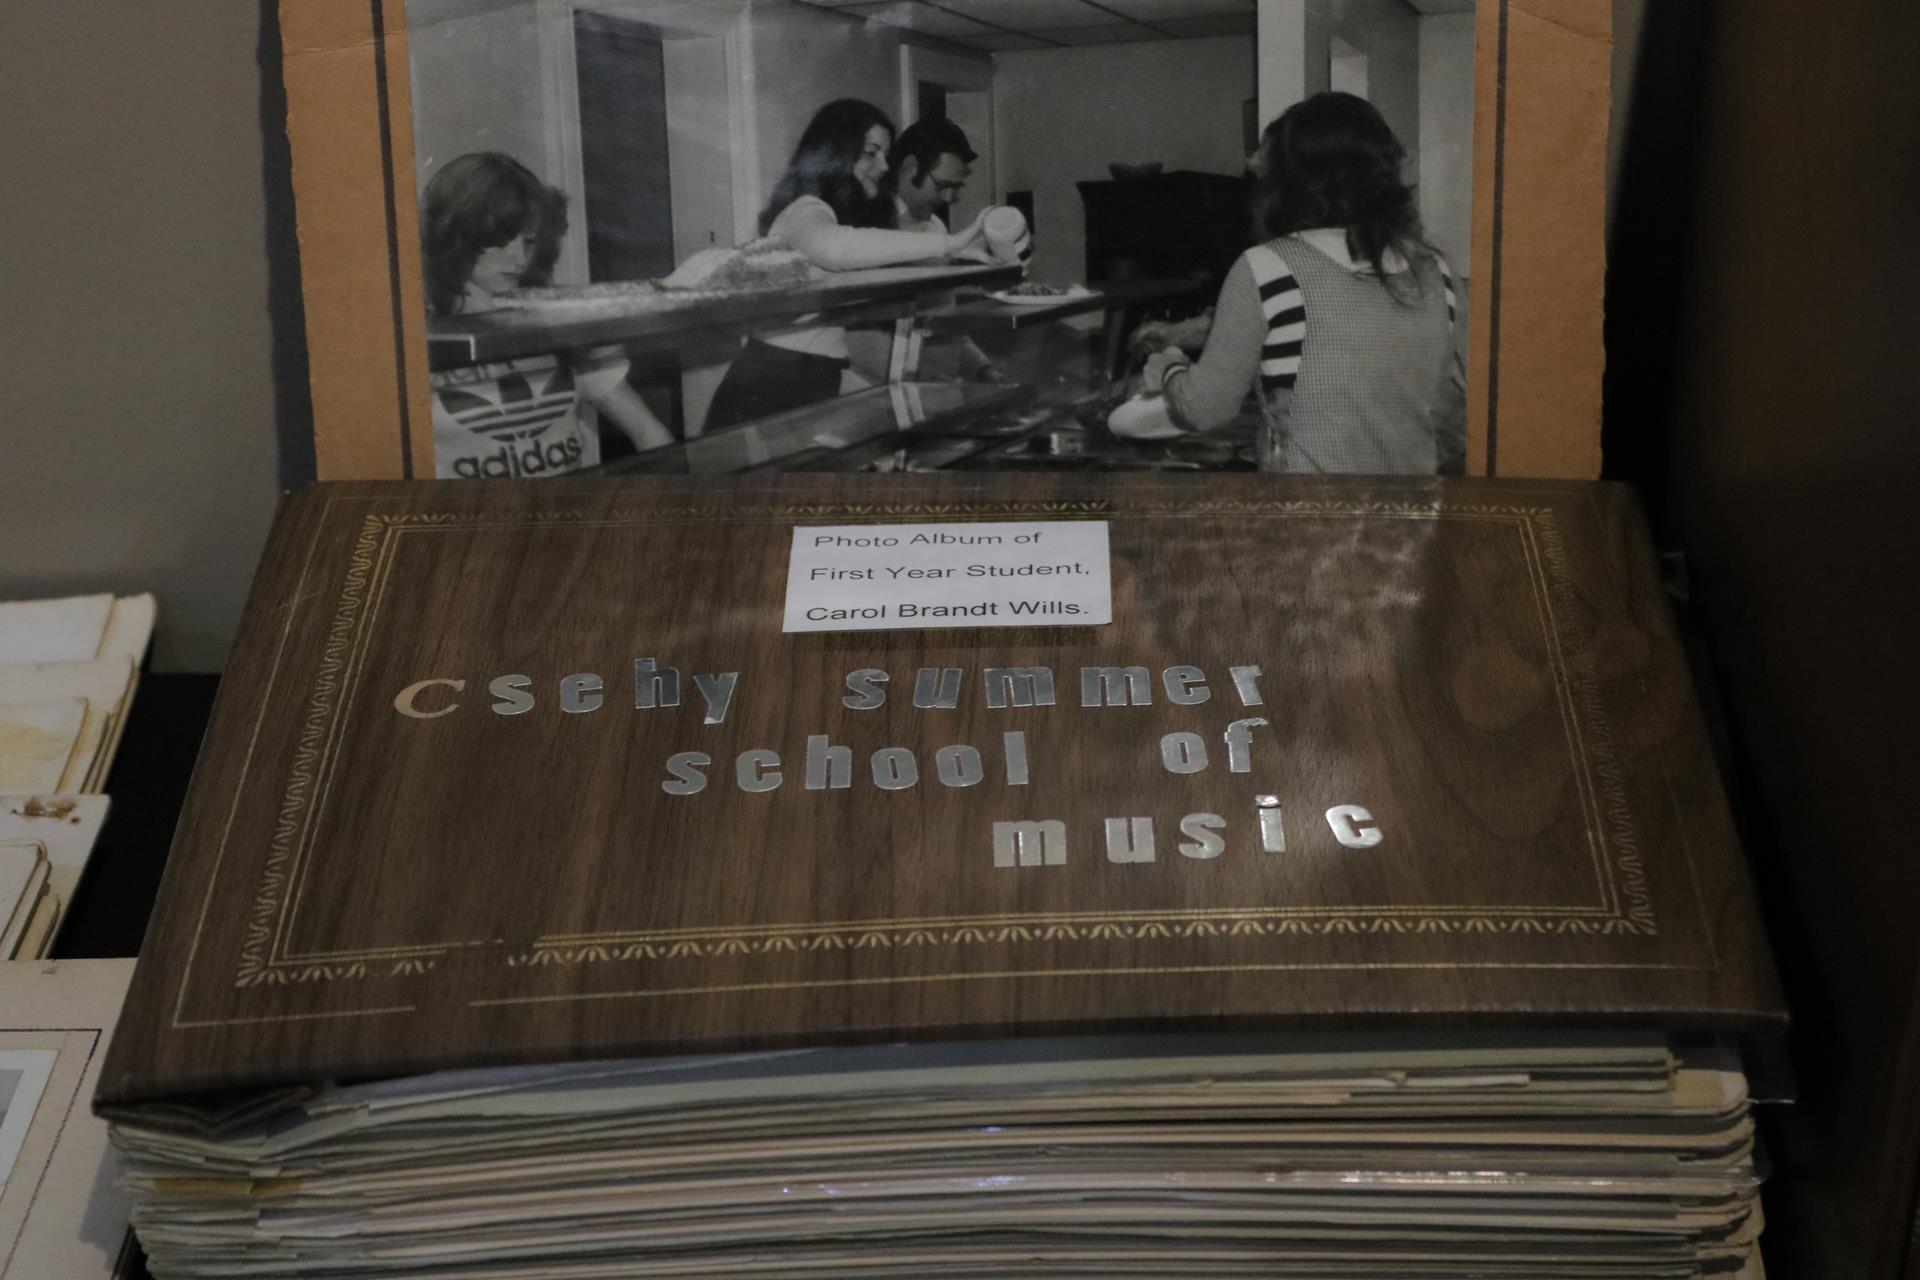 adidas
Photo Album of
First Year Student,
Carol Brandt Wills.
Csehy summer
school of
music